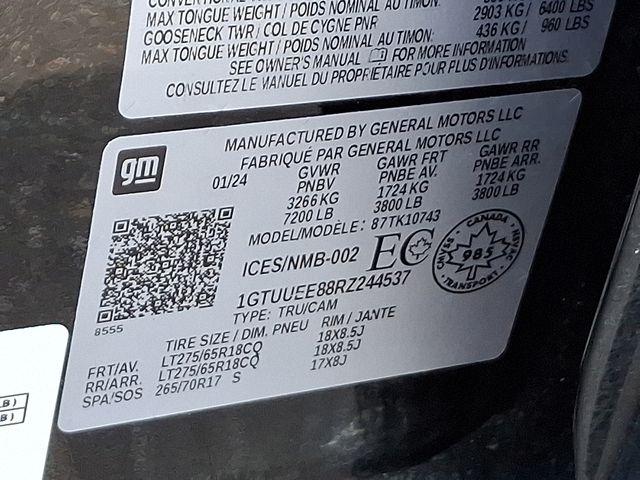 MAX TONGUE WEIGHT / POIDS NOMINAL AU TIMON:
GOOSENECK TWR / COL DE CYGNE PNR 2903 KG / 6400 LBS
MAX TONGUE WEIGHT / POIDS NOMINAL AU TIMON: 436 KG / 960 LBS
SEE OWNER'S MANUAL FOR MORE INFORMATION
CONSULTEZ LE MANUEL DU PROPRIÉTAIRE POUR PLUS D'INFORMATIONS.
gm
MANUFACTURED BY GENERAL MOTORS LLC
FABRIQUÉ PAR GENERAL MOTORS LLC
01/24 GVWR GAWR FRT GAWR RR
PNBV PNBE AV. PNBE ARR.
3266 KG 1724 KG 1724 KG
7200 LB 3800 LB 3800 LB
MODEL/MODÈLE: 87TK10743
ICES/NMB-002 EC
CANADA
985
TRANSPORT
1GTUUEE88RZ244537
8555
TYPE: TRU/CAM
TIRE SIZE / DIM. PNEU RIM / JANTE
FRT/AV. LT275/65R18CQ 18X8.5J
RR/ARR. LT275/65R18CQ 18X8.5J
SPA/SOS 265/70R17 S 17X8J
LB )
LB )